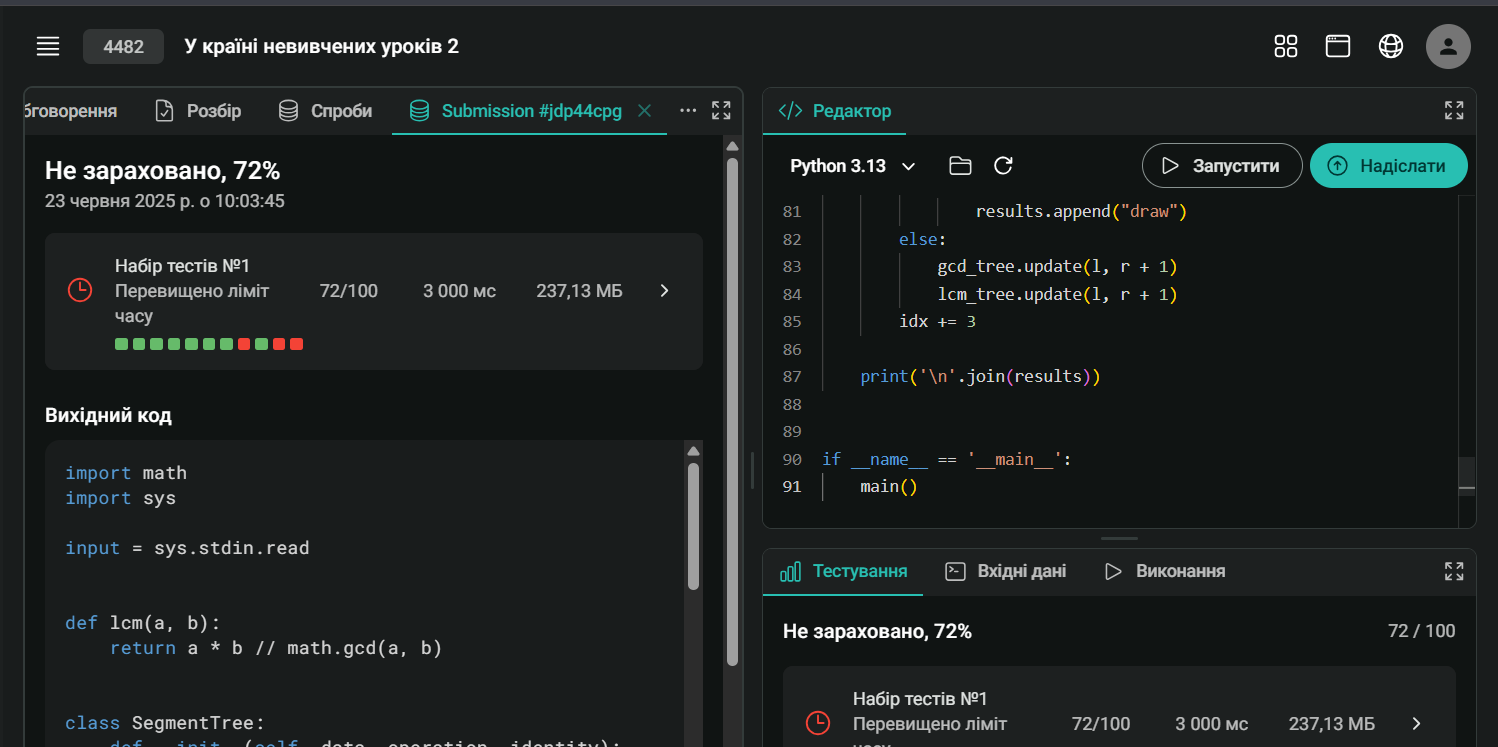 4482
У країні невивчених уроків 2
бговорення
Розбір
Спроби
Submission #jdp44cpg
Не зараховано, 72%
23 червня 2025 р. о 10:03:45
Набір тестів №1
Перевищено ліміт
часу
72/100
3 000 мс
237,13 МБ
Вихідний код
import math
import sys
input = sys.stdin.read
def lcm(a, b):
return a * b // math.gcd(a, b)
class SegmentTree:
def __init__(self, data, operation, identity):
Редактор
Python 3.13
Запустити
Надіслати
81 results.append("draw")
82 else:
83 gcd_tree.update(l, r + 1)
84 lcm_tree.update(l, r + 1)
85 idx += 3
86
87 print('\n'.join(results))
88
89
90 if __name__ == '__main__':
91 main()
Тестування
Вхідні дані
Виконання
Не зараховано, 72%
72 / 100
Набір тестів №1
Перевищено ліміт
часу
72/100
3 000 мс
237,13 МБ